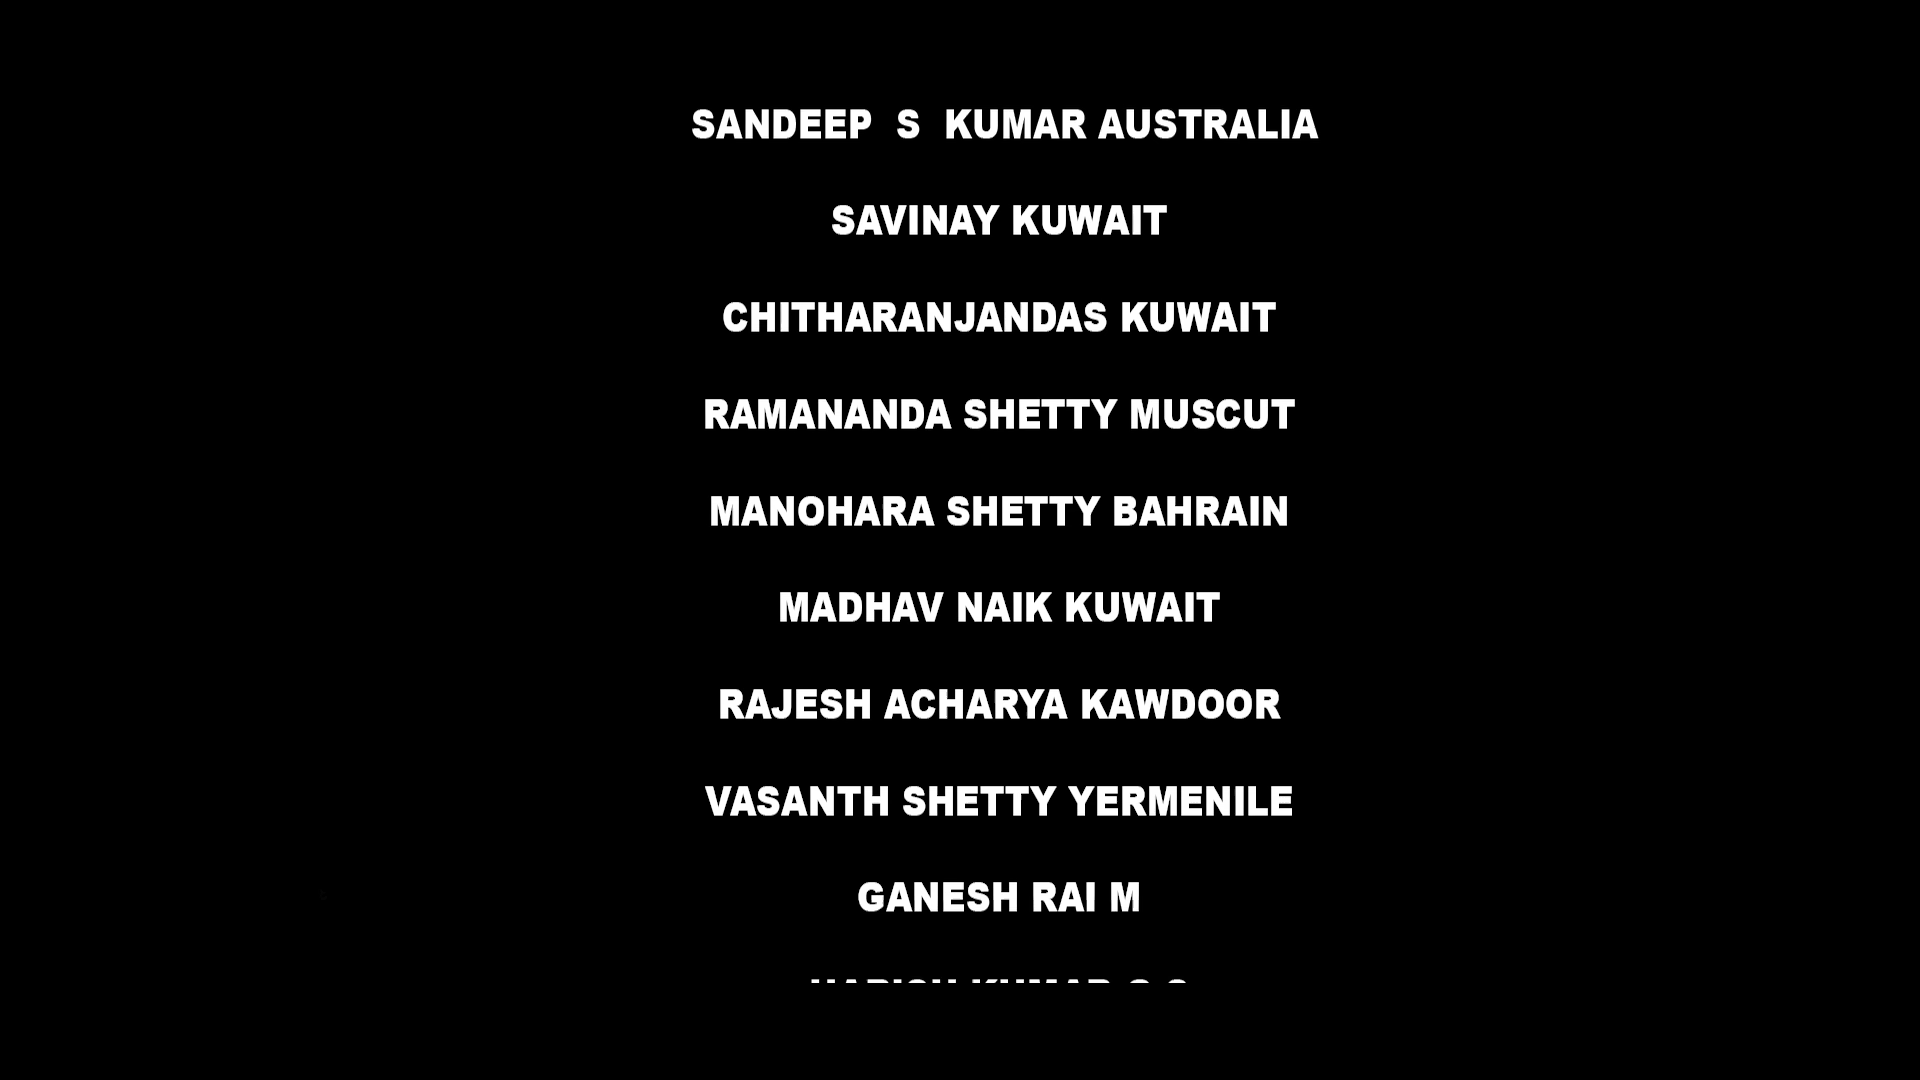 SANDEEP  S  KUMAR AUSTRALIA
SAVINAY KUWAIT
CHITHARANJANDAS KUWAIT
RAMANANDA SHETTY MUSCUT
MANOHARA SHETTY BAHRAIN
MADHAV NAIK KUWAIT
RAJESH ACHARYA KAWDOOR
VASANTH SHETTY YERMENILE
GANESH RAI M